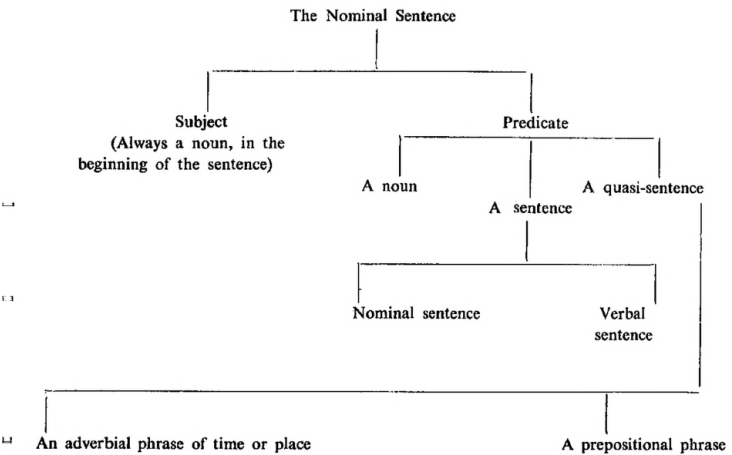 The Nominal Sentence
Subject
(Always a noun, in the
beginning of the sentence)
Predicate
A noun
A sentence
A quasi-sentence
Nominal sentence
Verbal
sentence
An adverbial phrase of time or place
A prepositional phrase